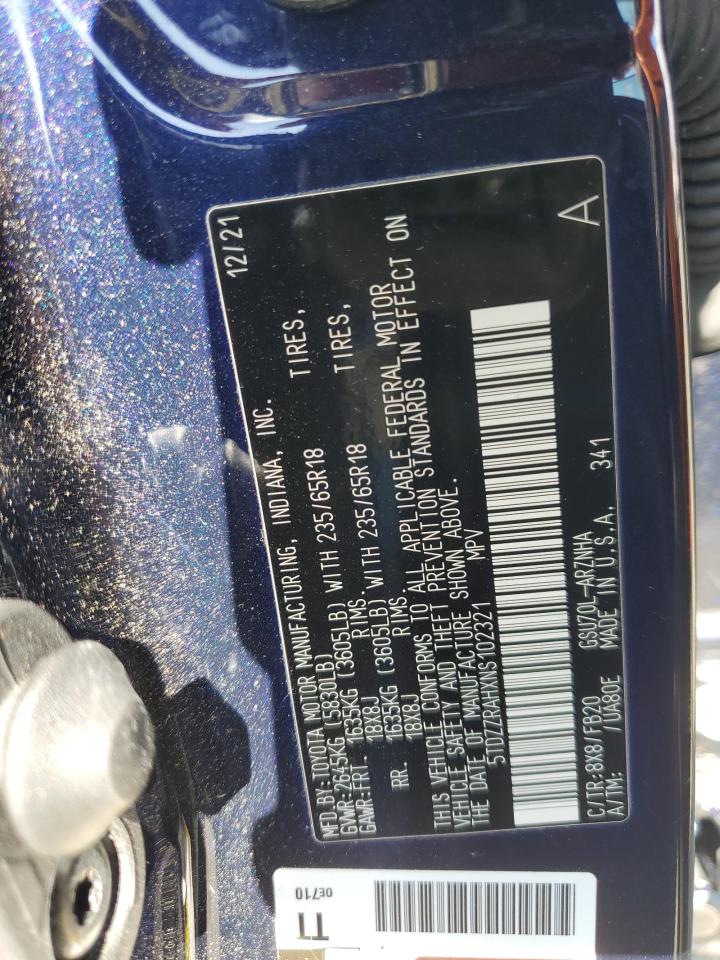 MFD. BY: TOYOTA MOTOR MANUFACTURING, INDIANA, INC. 12/21
GVWR: 2645KG (5830LB)
GAWR: FRT. 1635KG (3605LB) WITH 235/65R18 TIRES,
18X8J RIMS.
RR. 1635KG (3605LB) WITH 235/65R18 TIRES,
18X8J RIMS.
THIS VEHICLE CONFORMS TO ALL APPLICABLE FEDERAL MOTOR
VEHICLE SAFETY AND THEFT PREVENTION STANDARDS IN EFFECT ON
THE DATE OF MANUFACTURE SHOWN ABOVE.
5TDZZRAHXNS102321 MPV
C/TR: 8X8 /FB20 GSU70L-ARZNHA A
A/TM: /UA80E MADE IN U.S.A. 341
TI 0E710